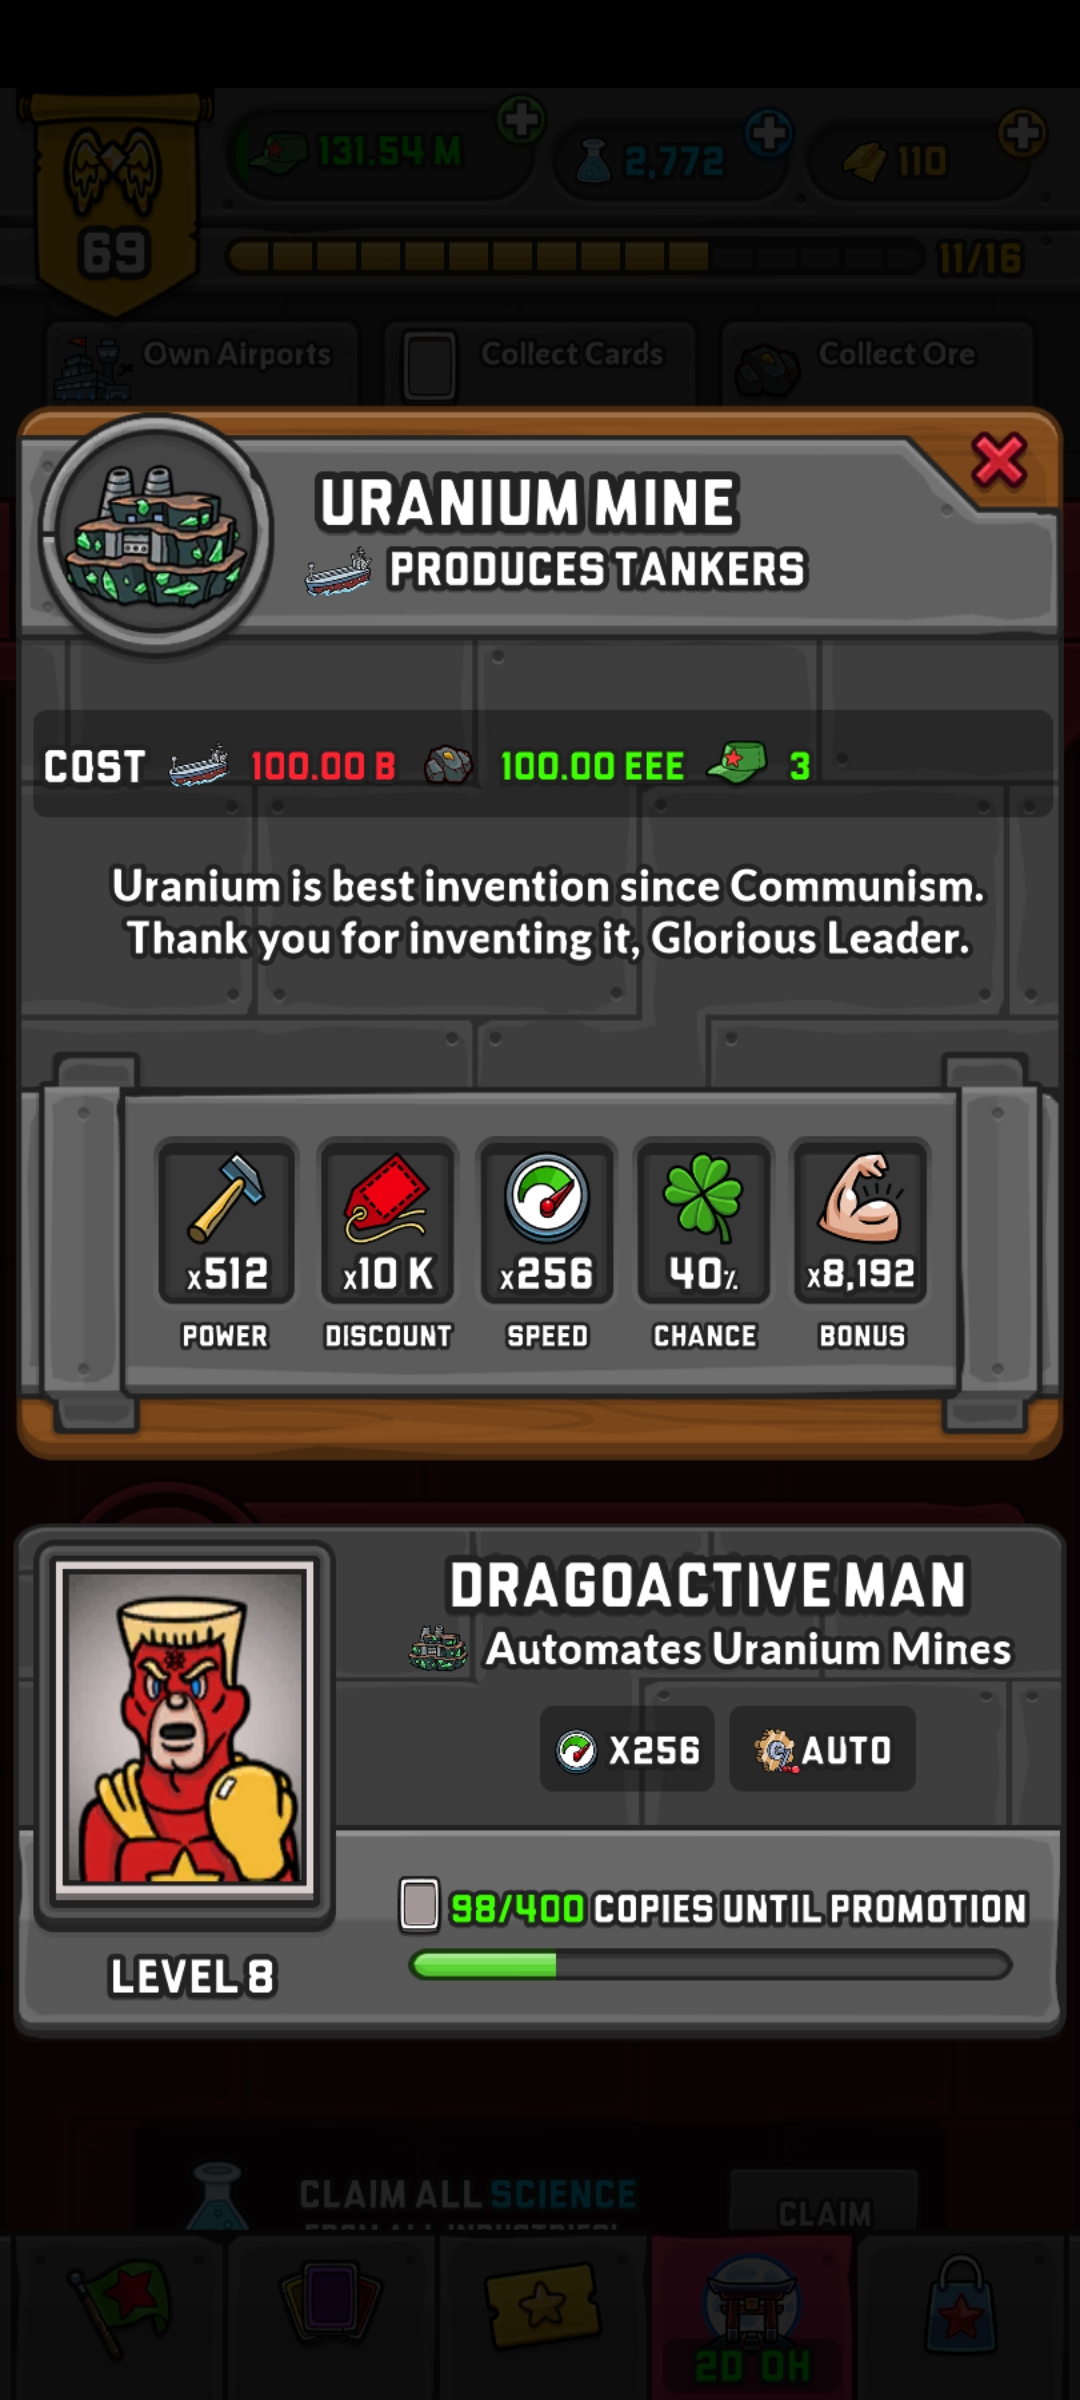 131.54 M
2,772
110
69
11/16
Own Airports
Collect Cards
Collect Ore
URANIUM MINE
PRODUCES TANKERS
COST 100.00 B 100.00 EEE 3
Uranium is best invention since Communism.
Thank you for inventing it, Glorious Leader.
x512
x10 K
x256
40%
x8,192
POWER
DISCOUNT
SPEED
CHANCE
BONUS
DRAGOACTIVE MAN
Automates Uranium Mines
X256
AUTO
98/400 COPIES UNTIL PROMOTION
LEVEL 8
CLAIM ALL SCIENCE
FROM ALL INDUSTRIES!
CLAIM
2D 0H